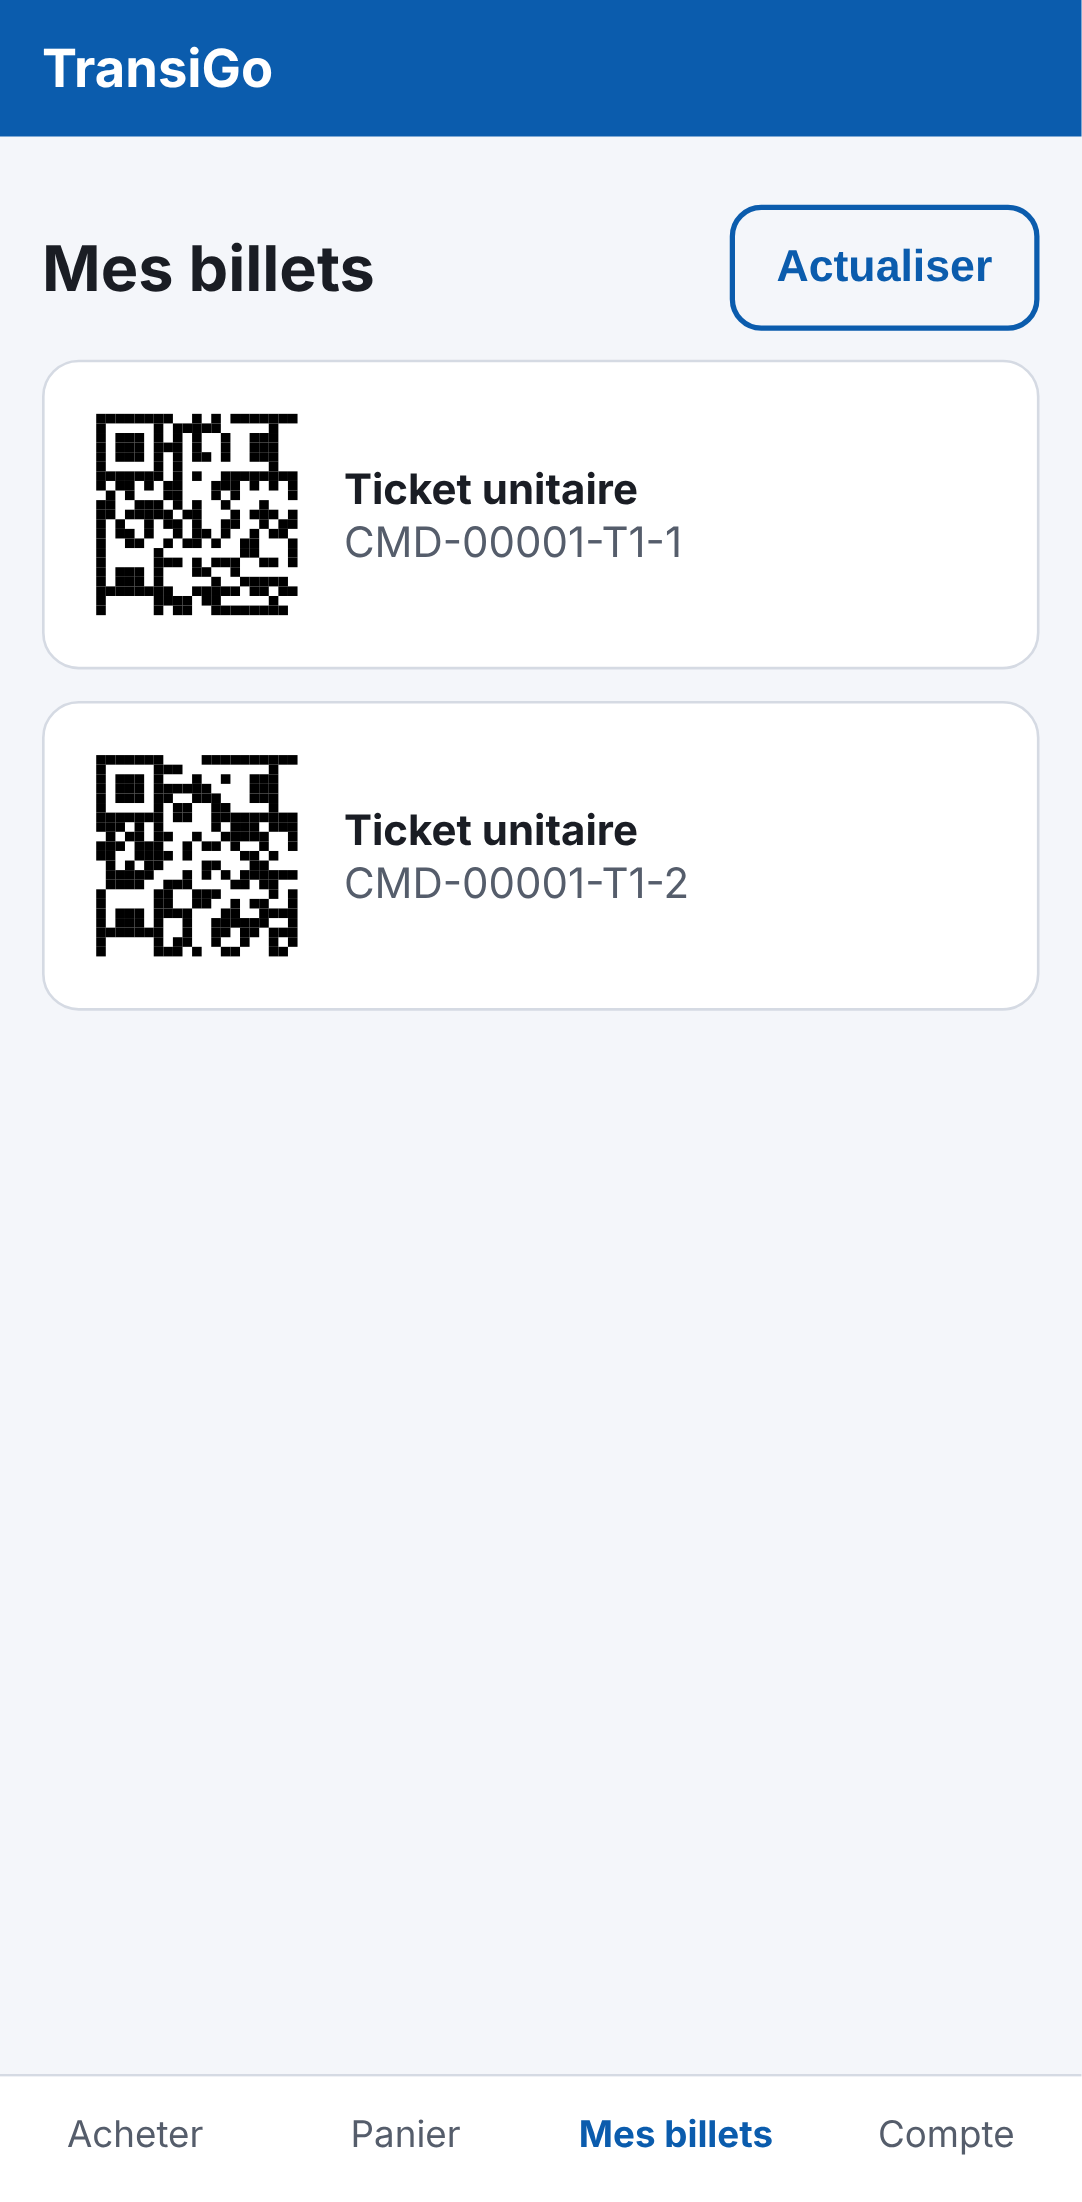 TransiGo
Mes billets
Actualiser
Ticket unitaire
CMD-00001-T1-1
Ticket unitaire
CMD-00001-T1-2
Acheter
Panier
Mes billets
Compte